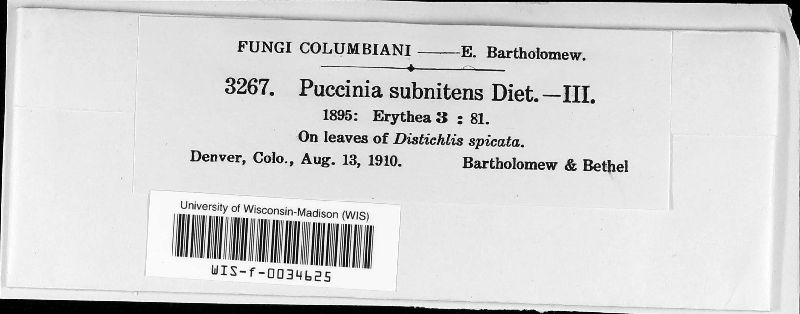 FUNGI COLUMBIANI —— E. Bartholomew.
3267. Puccinia subnitens Diet.—III.
1895: Erythea 3 : 81.
On leaves of Distichlis spicata.
Denver, Colo., Aug. 13, 1910. Bartholomew & Bethel
University of Wisconsin-Madison (WIS)
WIS-f-0034625